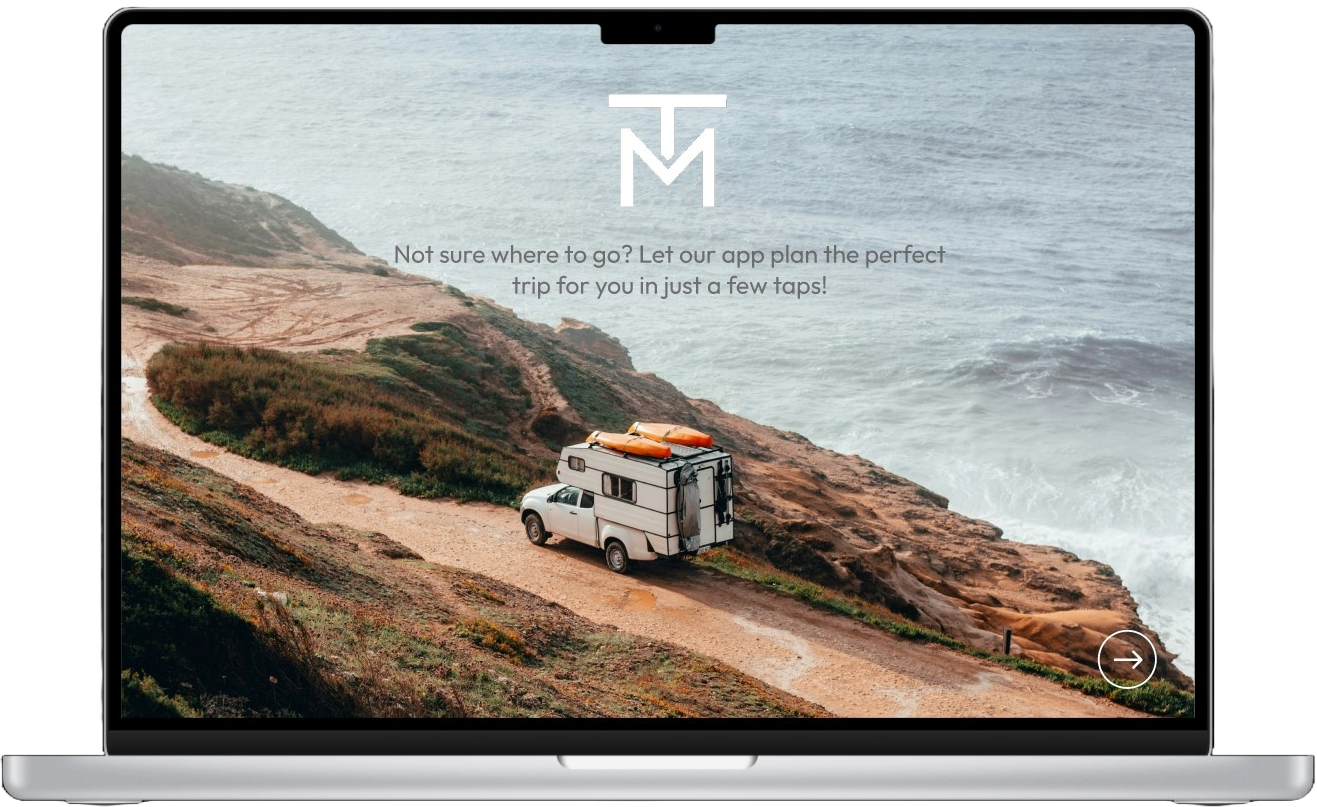 TM
Not sure where to go? Let our app plan the perfect
trip for you in just a few taps!